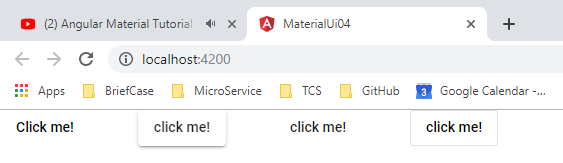 (2) Angular Material Tutorial
MaterialUi04
localhost:4200
Apps BriefCase MicroService TCS GitHub 3 Google Calendar -...
Click me! click me! click me! click me!